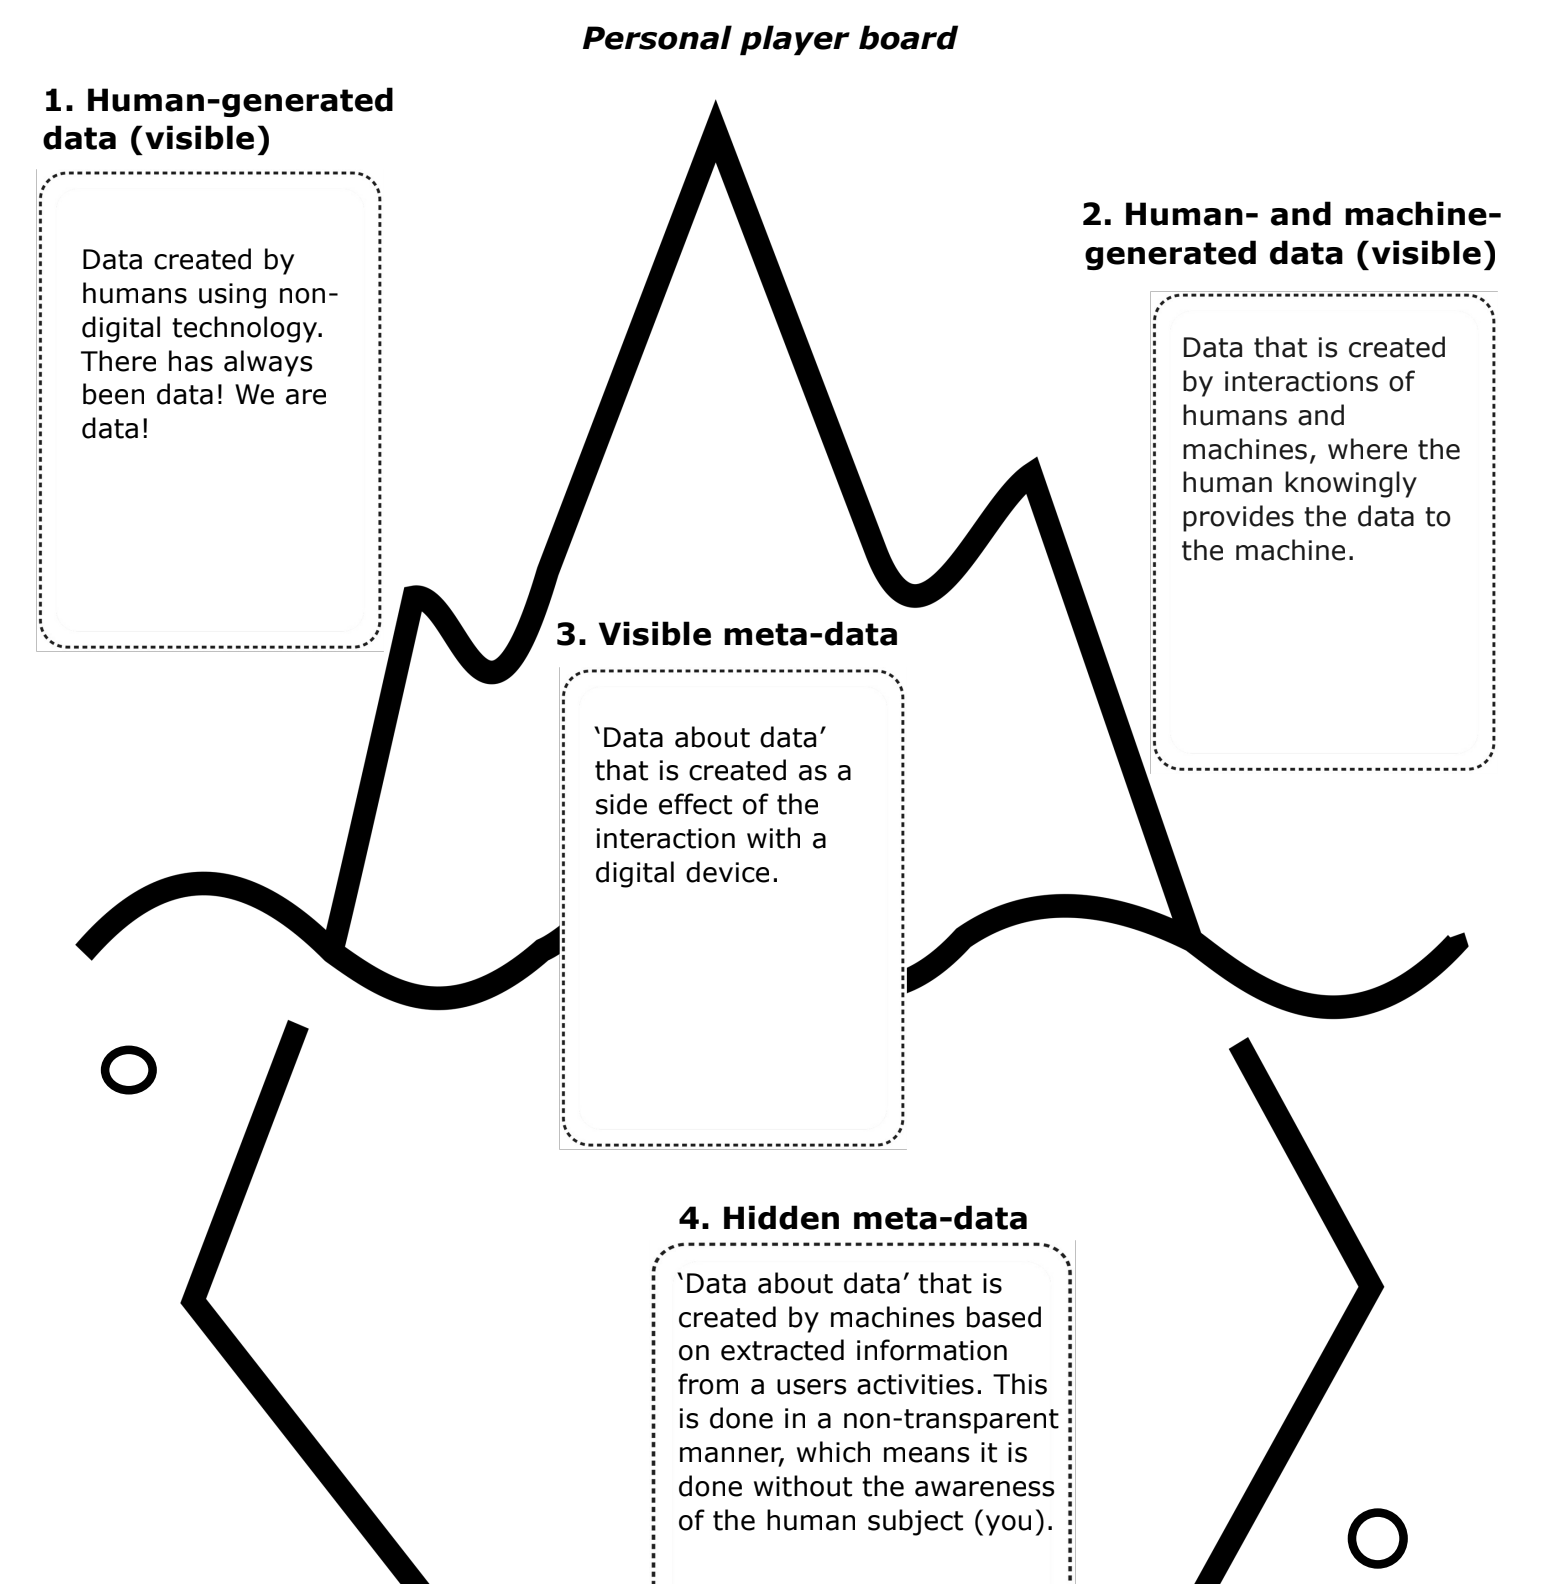 Personal player board
1. Human-generated
data (visible)
Data created by
humans using non-
digital technology.
There has always
been data! We are
data!
2. Human- and machine-
generated data (visible)
Data that is created
by interactions of
humans and
machines, where the
human knowingly
provides the data to
the machine.
3. Visible meta-data
‘Data about data’
that is created as a
side effect of the
interaction with a
digital device.
4. Hidden meta-data
‘Data about data’ that is
created by machines based
on extracted information
from a users activities. This
is done in a non-transparent
manner, which means it is
done without the awareness
of the human subject (you).